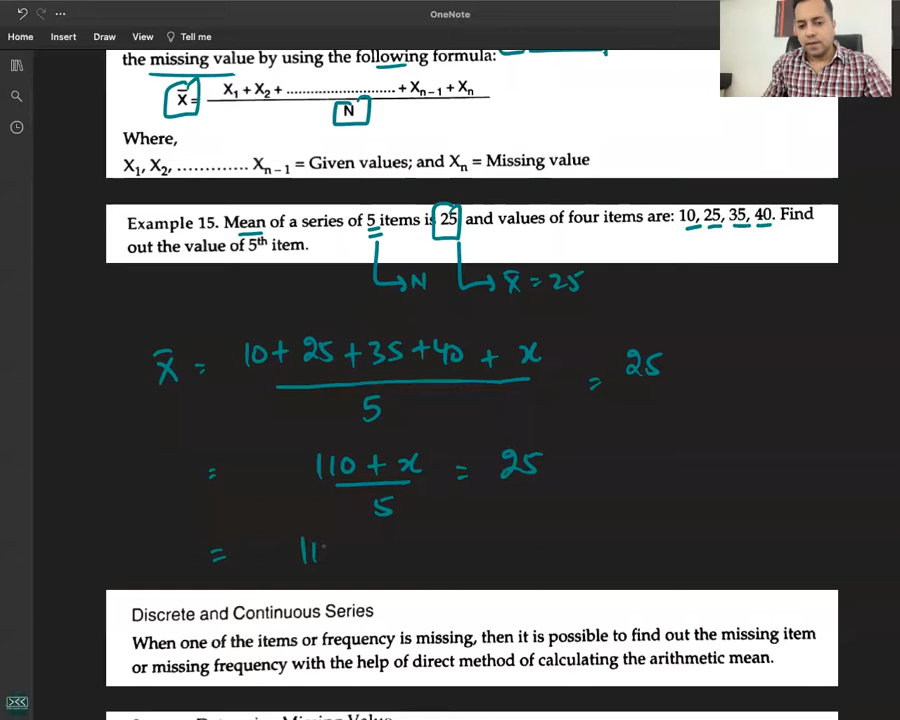 OneNote
Home Insert Draw View Tell me
the missing value by using the following formula:
X̄ = X₁ + X₂ + .............................. + Xₙ₋₁ + Xₙ
N
Where,
X₁, X₂, .............. Xₙ₋₁ = Given values; and Xₙ = Missing value
Example 15. Mean of a series of 5 items is 25 and values of four items are: 10, 25, 35, 40. Find
out the value of 5th item.
N X̄ = 25
X̄ = 10 + 25 + 35 + 40 + x = 25
5
= 110 + x = 25
5
= 11
Discrete and Continuous Series
When one of the items or frequency is missing, then it is possible to find out the missing item
or missing frequency with the help of direct method of calculating the arithmetic mean.
Determine Missing Value